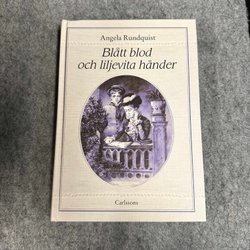 Angela Rundquist
Blått blod
och liljevita händer
Carlssons